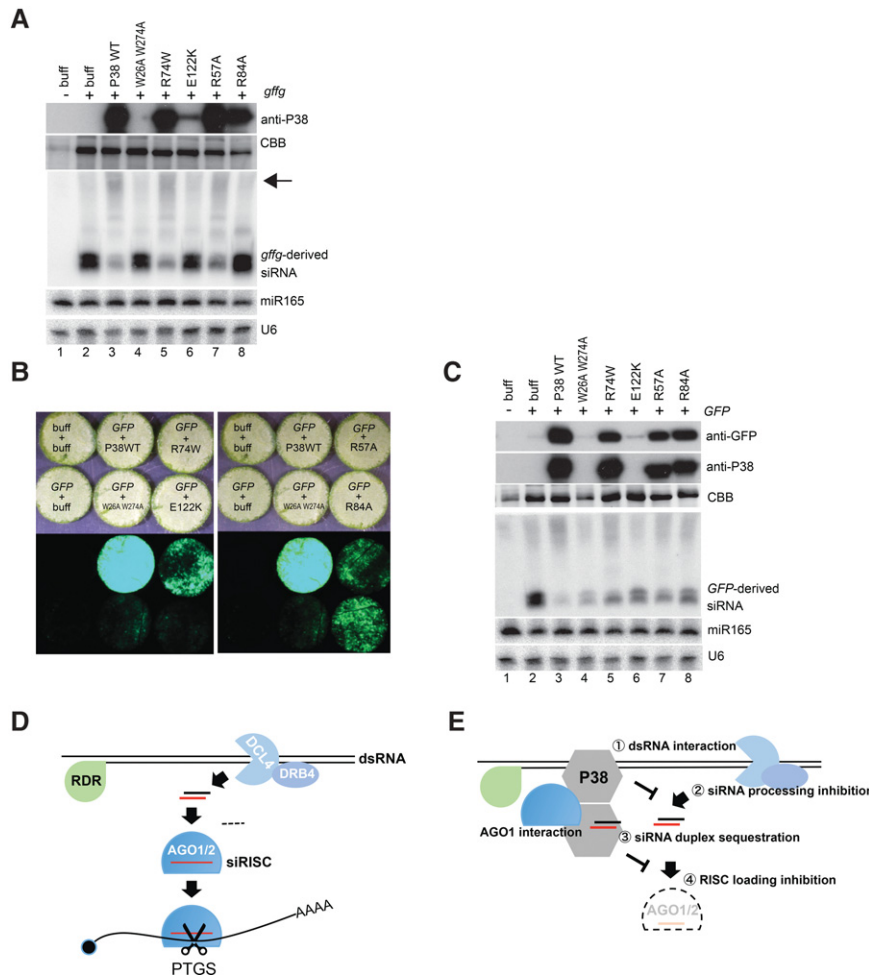 A
- buff
+ buff
+ P38 WT
+ W26A W274A
+ R74W
+ E122K
+ R57A
+ R84A
gffg
anti-P38
CBB
gffg-derived
siRNA
miR165
U6
1 2 3 4 5 6 7 8
B
buff
+
buff
GFP
+
P38WT
GFP
+
R74W
GFP
+
buff
GFP
+
W26A W274A
GFP
+
E122K
buff
+
buff
GFP
+
P38WT
GFP
+
R57A
GFP
+
buff
GFP
+
W26A W274A
GFP
+
R84A
C
- buff
+ buff
+ P38 WT
+ W26A W274A
+ R74W
+ E122K
+ R57A
+ R84A
GFP
anti-GFP
anti-P38
CBB
GFP-derived
siRNA
miR165
U6
1 2 3 4 5 6 7 8
D
RDR
DCL4
DRB4
dsRNA
AGO1/2
siRISC
AAAA
PTGS
E
① dsRNA interaction
P38
② siRNA processing inhibition
AGO1 interaction
③ siRNA duplex sequestration
④ RISC loading inhibition
AGO1/2